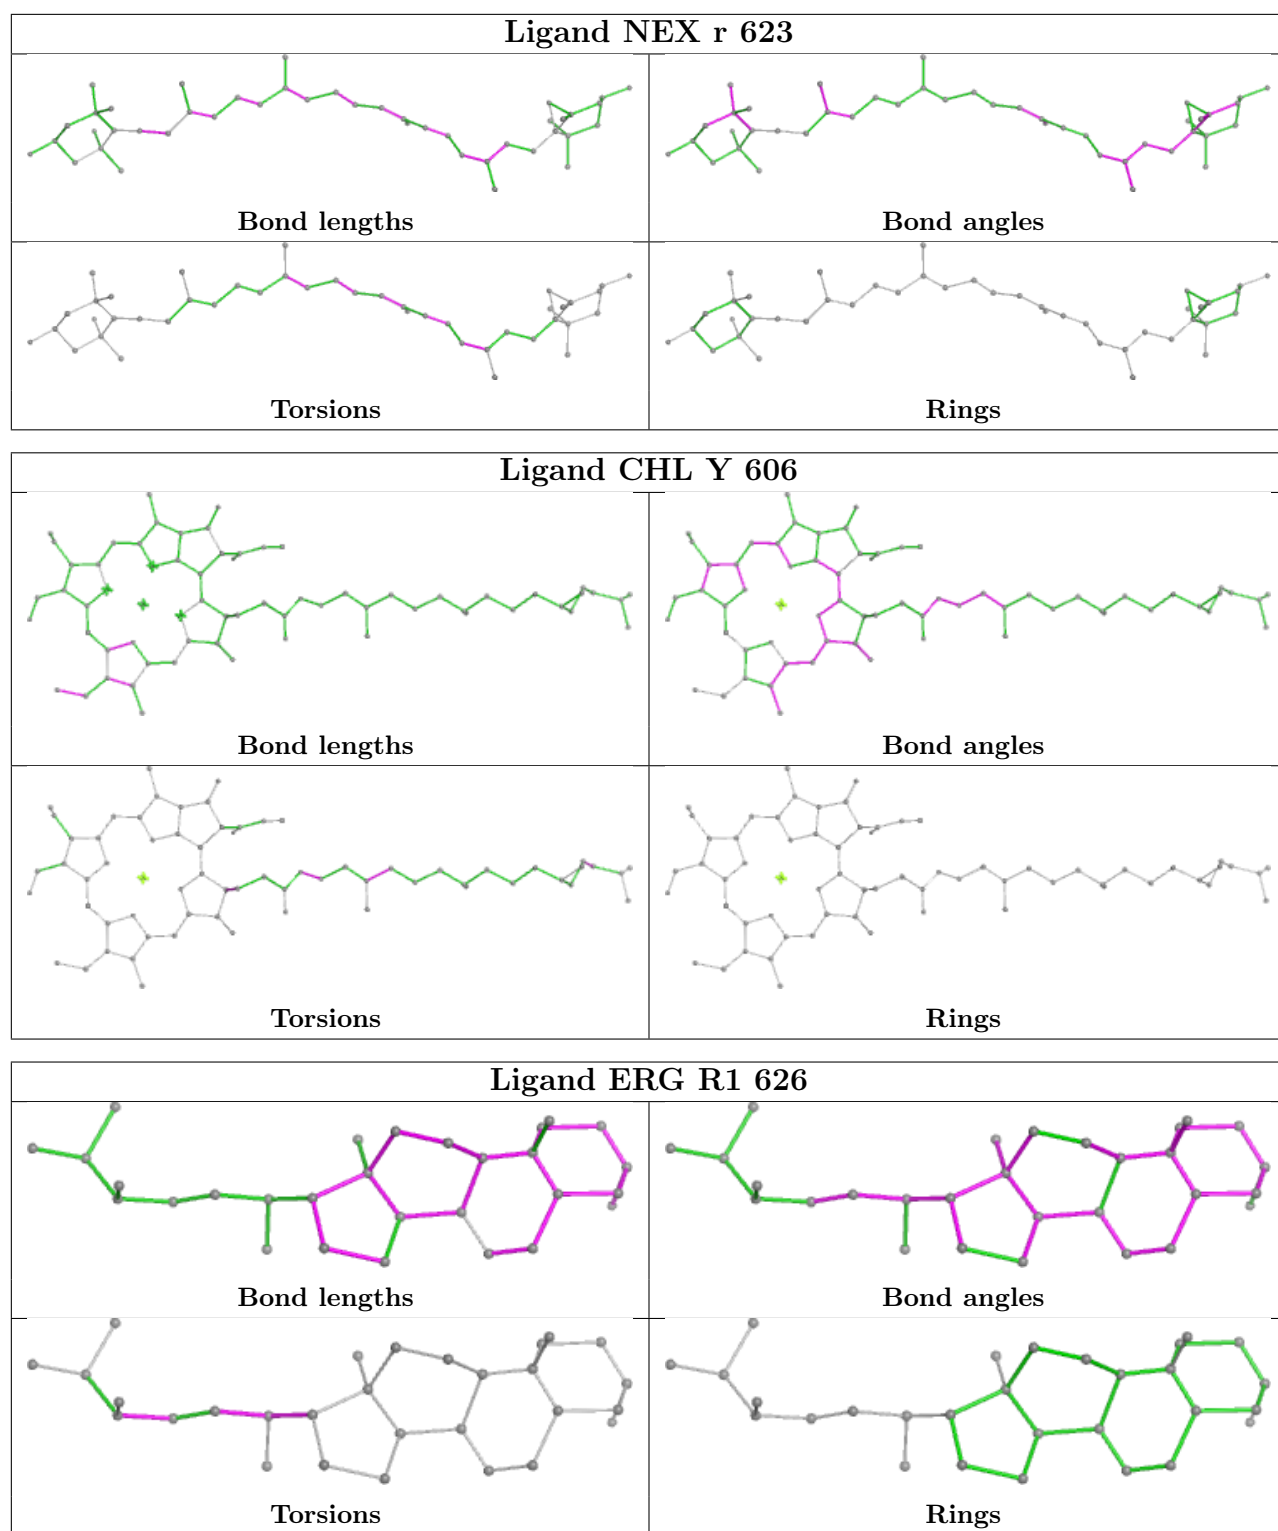 Ligand NEX r 623
Bond lengths
Bond angles
Torsions
Rings
Ligand CHL Y 606
Bond lengths
Bond angles
Torsions
Rings
Ligand ERG R1 626
Bond lengths
Bond angles
Torsions
Rings